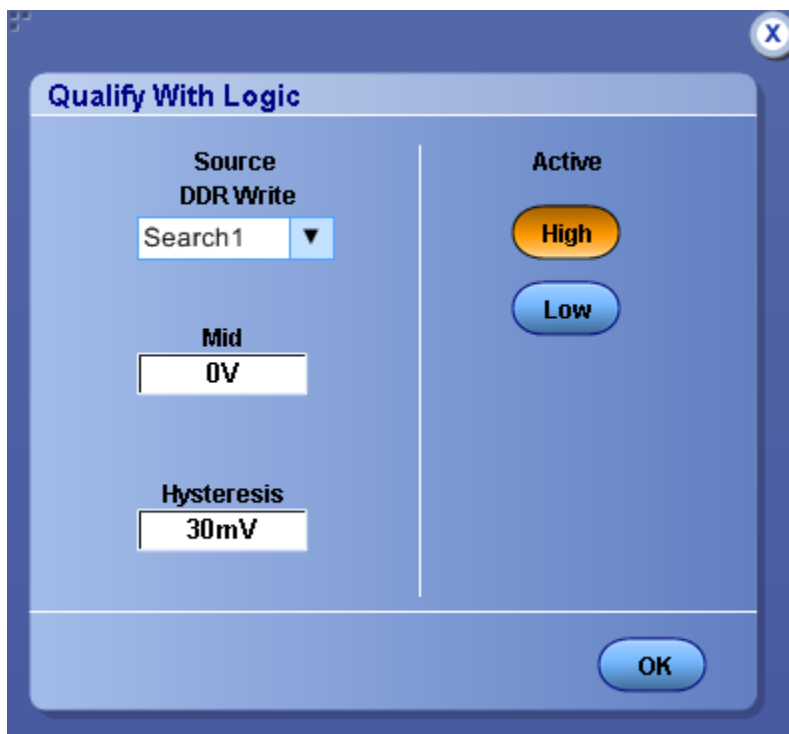 X
Qualify With Logic
Source
DDR Write
Search1
Mid
0V
Hysteresis
30mV
Active
High
Low
OK